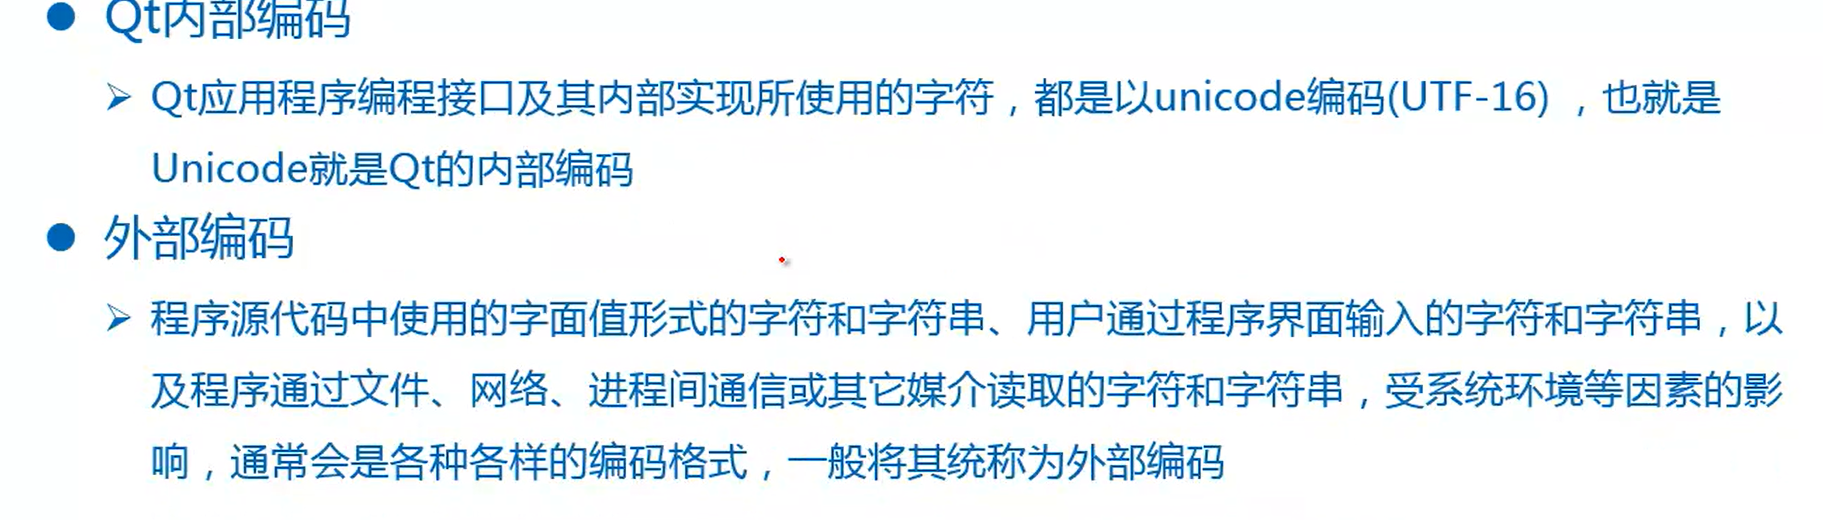 Qt内部编码
Qt应用程序编程接口及其内部实现所使用的字符，都是以unicode编码(UTF-16) ，也就是
Unicode就是Qt的内部编码
外部编码
程序源代码中使用的字面值形式的字符和字符串、用户通过程序界面输入的字符和字符串，以
及程序通过文件、网络、进程间通信或其它媒介读取的字符和字符串，受系统环境等因素的影
响，通常会是各种各样的编码格式，一般将其统称为外部编码